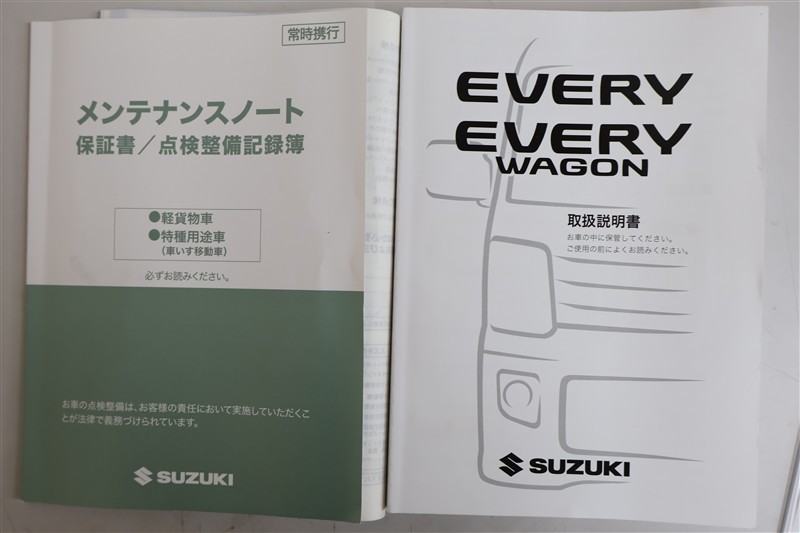 常時携行
メンテナンスノート
保証書／点検整備記録簿
●軽貨物車
●特種用途車
(車いす移動車)
必ずお読みください。
お車の点検整備は、お客様の責任において実施していただくこ
とが法律で義務づけられています。
SUZUKI
EVERY
EVERY
WAGON
取扱説明書
お車の中に保管してください。
ご使用の前によくお読みください。
SUZUKI